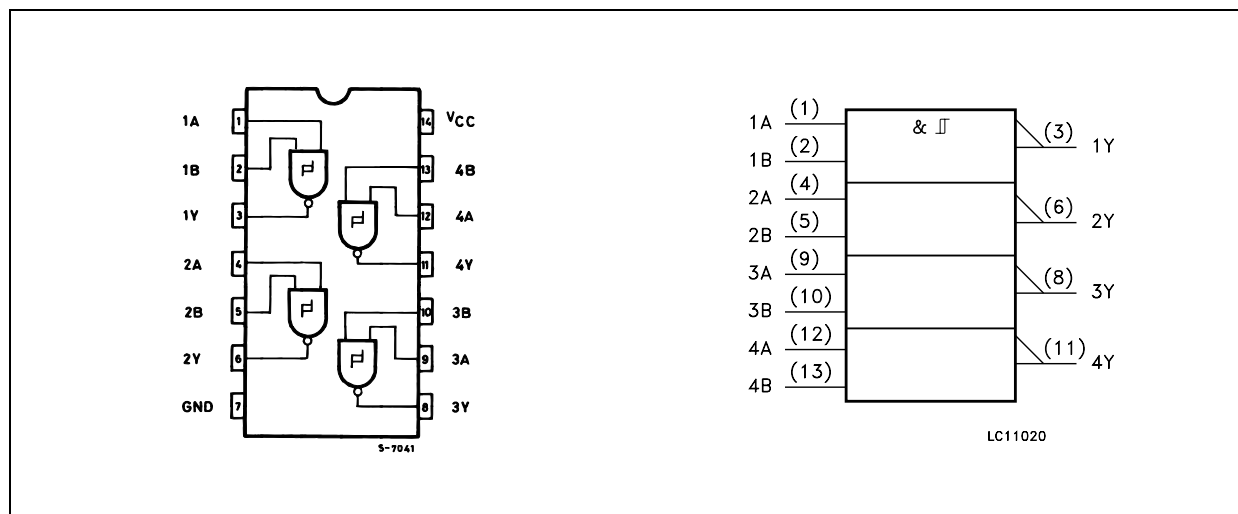 1A 1 14 VCC
1B 2 13 4B
1Y 3 12 4A
2A 4 11 4Y
2B 5 10 3B
2Y 6 9 3A
GND 7 8 3Y
S-7041
& 
1A (1)
1B (2)
(3) 1Y
2A (4)
2B (5)
(6) 2Y
3A (9)
3B (10)
(8) 3Y
4A (12)
4B (13)
(11) 4Y
LC11020